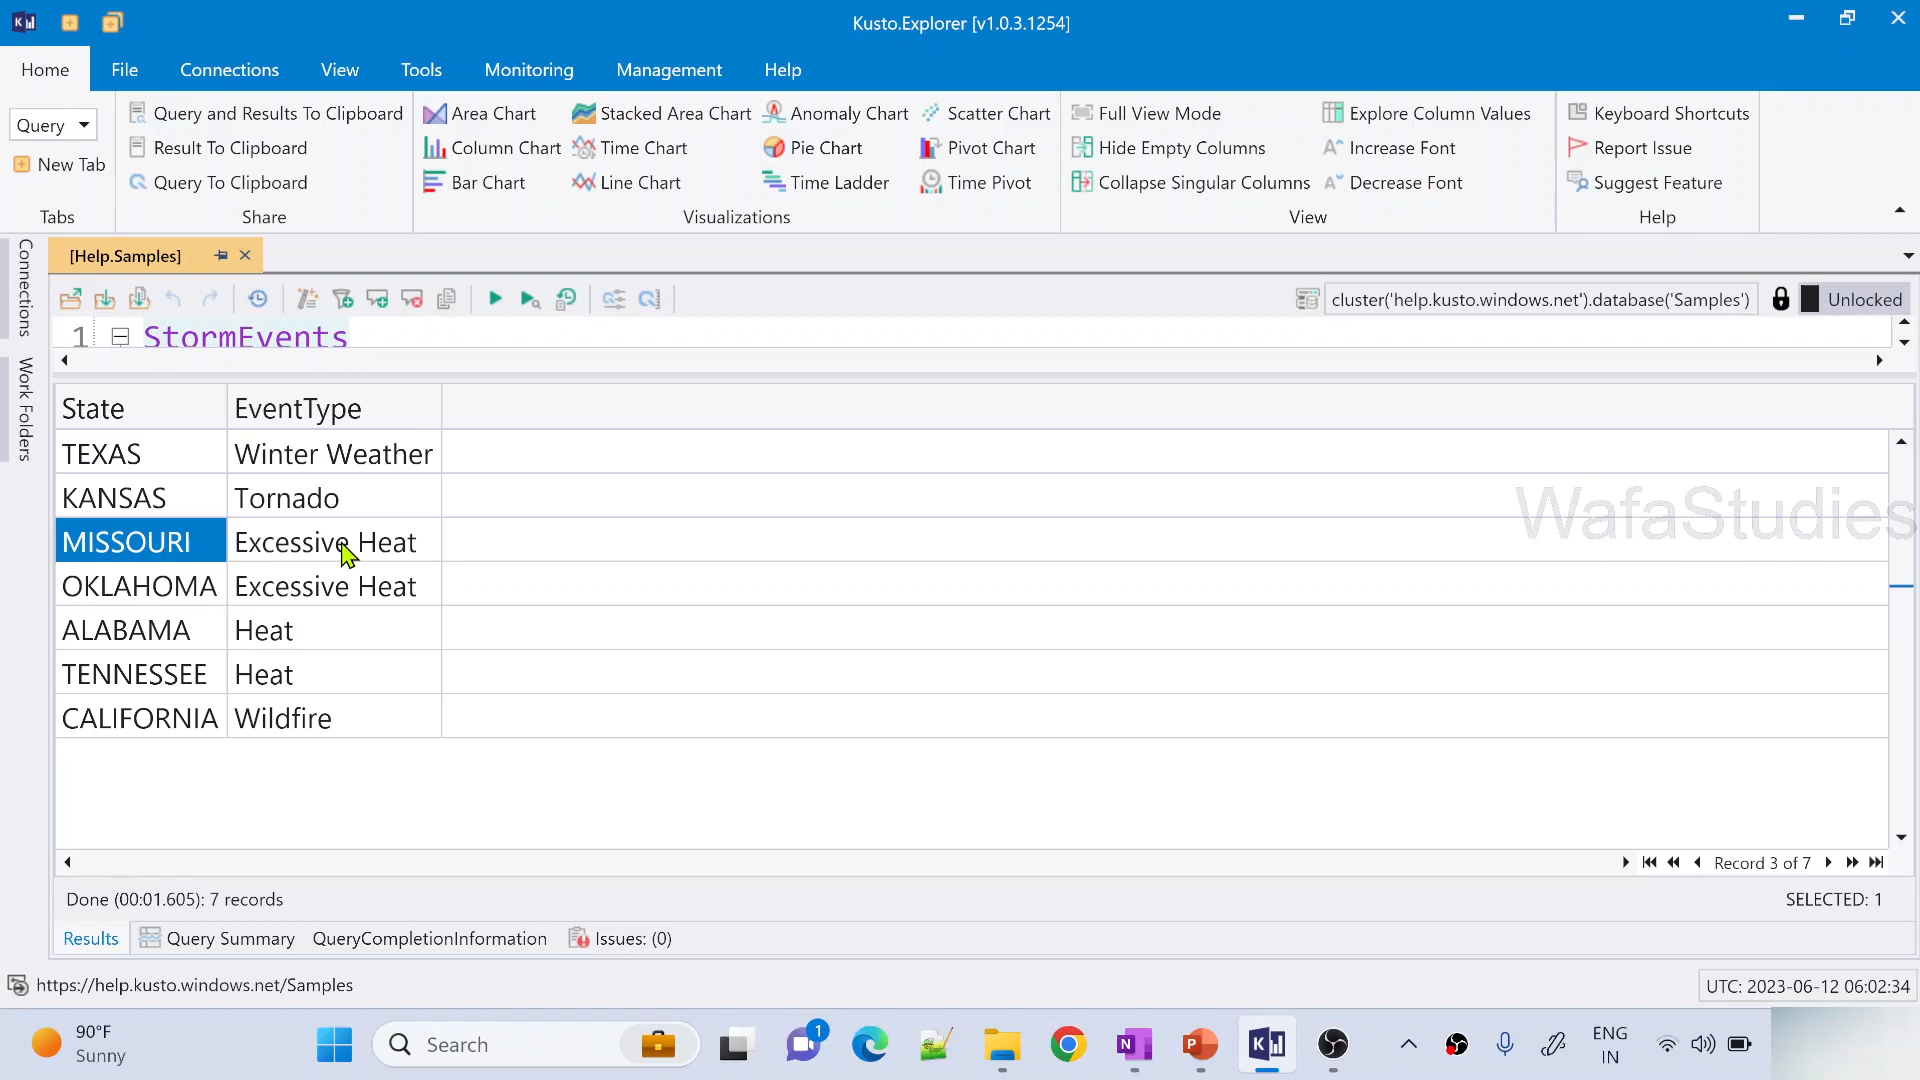 Kusto.Explorer [v1.0.3.1254]
Home File Connections View Tools Monitoring Management Help
Query
New Tab
Tabs
Query and Results To Clipboard
Result To Clipboard
Query To Clipboard
Share
Area Chart Stacked Area Chart Anomaly Chart Scatter Chart
Column Chart Time Chart Pie Chart Pivot Chart
Bar Chart Line Chart Time Ladder Time Pivot
Visualizations
Full View Mode Explore Column Values
Hide Empty Columns Increase Font
Collapse Singular Columns Decrease Font
View
Keyboard Shortcuts
Report Issue
Suggest Feature
Help
Connections
Work Folders
[Help.Samples]
cluster('help.kusto.windows.net').database('Samples') Unlocked
1 StormEvents
State EventType
TEXAS Winter Weather
KANSAS Tornado
MISSOURI Excessive Heat
OKLAHOMA Excessive Heat
ALABAMA Heat
TENNESSEE Heat
CALIFORNIA Wildfire
WafaStudies
Record 3 of 7
Done (00:01.605): 7 records SELECTED: 1
Results Query Summary QueryCompletionInformation Issues: (0)
https://help.kusto.windows.net/Samples UTC: 2023-06-12 06:02:34
90°F
Sunny
Search
1
ENG
IN